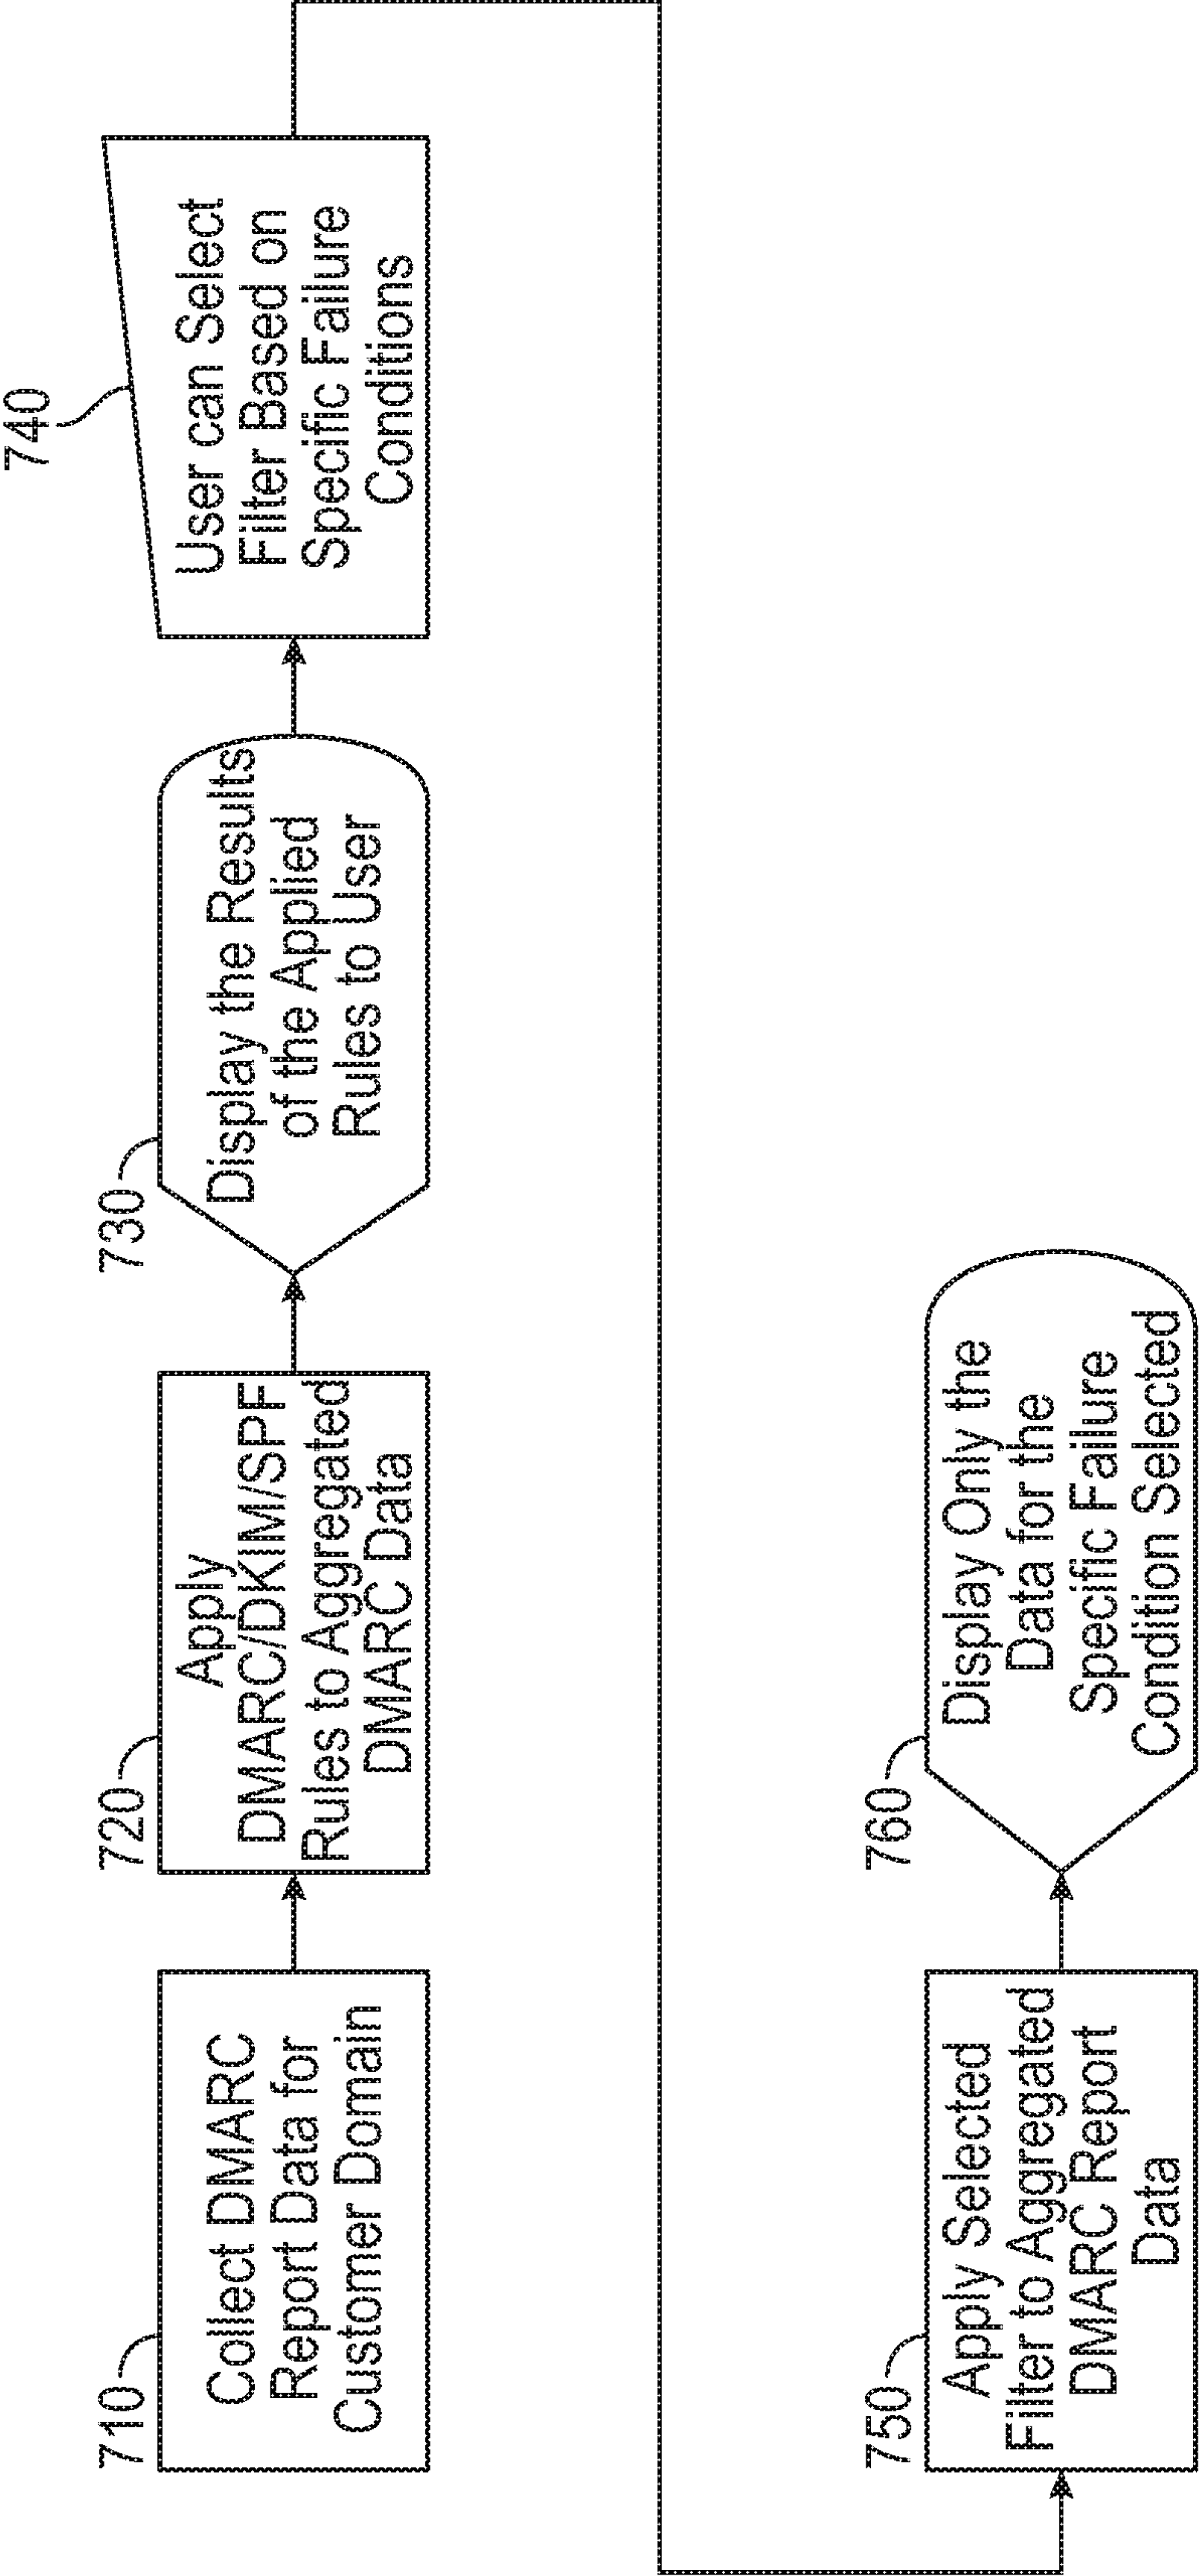 710
Collect DMARC
Report Data for
Customer Domain
720
Apply
DMARC/DKIM/SPF
Rules to Aggregated
DMARC Data
730
Display the Results
of the Applied
Rules to User
740
User can Select
Filter Based on
Specific Failure
Conditions
750
Apply Selected
Filter to Aggregated
DMARC Report
Data
760
Display Only the
Data for the
Specific Failure
Condition Selected